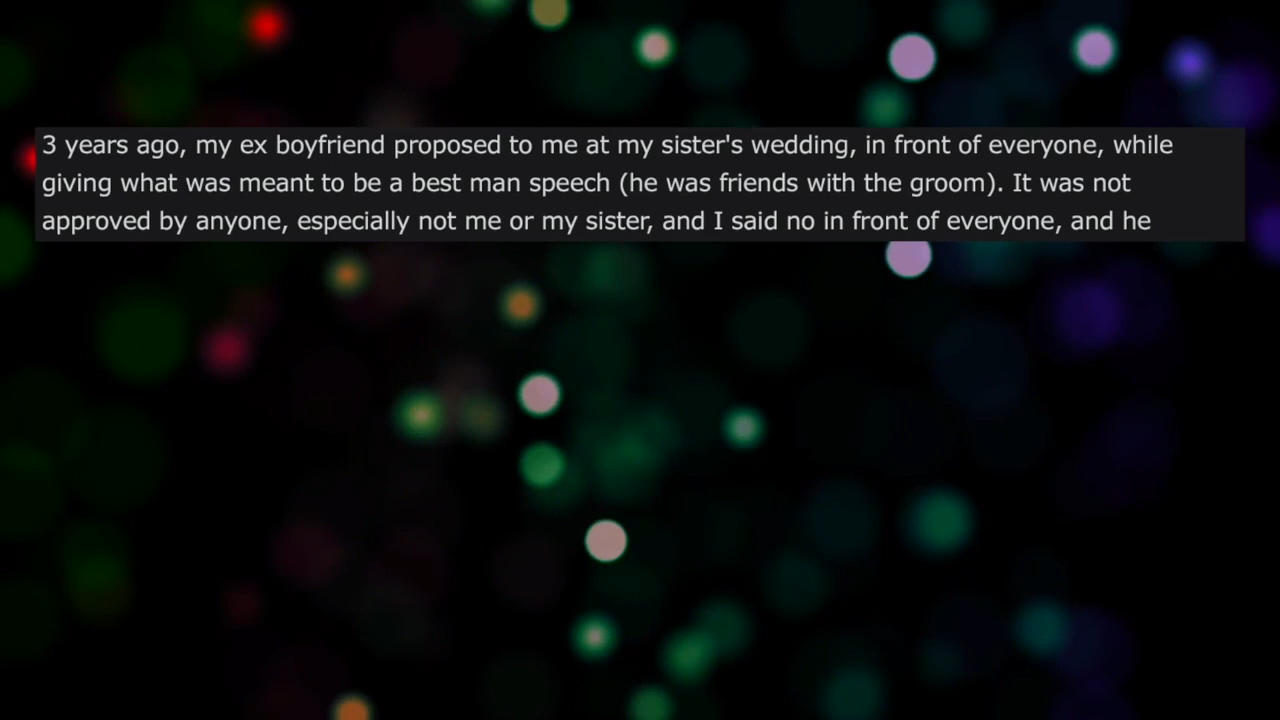 3 years ago, my ex boyfriend proposed to me at my sister's wedding, in front of everyone, while
giving what was meant to be a best man speech (he was friends with the groom). It was not
approved by anyone, especially not me or my sister, and I said no in front of everyone, and he